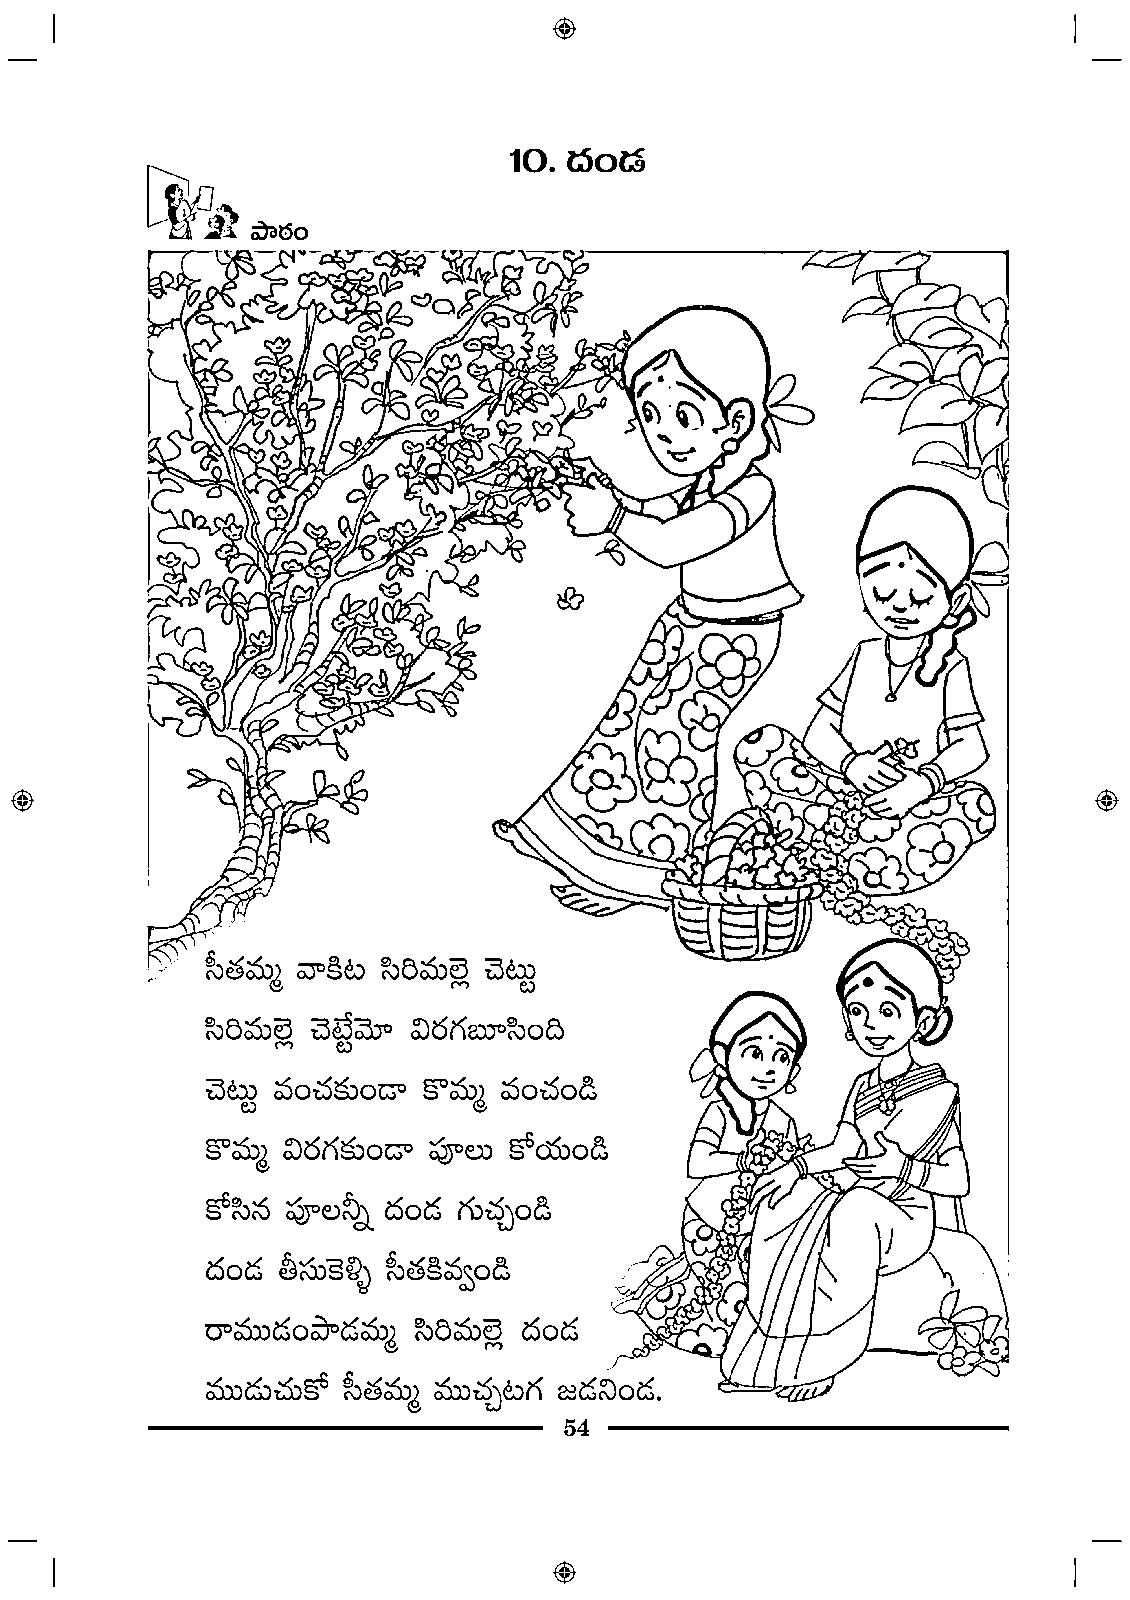 10. దండ
పాఠం
సీతమ్మ వాకిట సిరిమల్లె చెట్టు
సిరిమల్లె చెట్టేమో విరగబూసింది
చెట్టు వంచకుండా కొమ్మ వంచండి
కొమ్మ విరగకుండా పూలు కోయండి
కోసిన పూలన్నీ దండ గుచ్చండి
దండ తీసుకెళ్ళి సీతకివ్వండి
రాముడంపాడమ్మ సిరిమల్లె దండ
ముడుచుకో సీతమ్మ ముచ్చటగ జడనిండ.
54